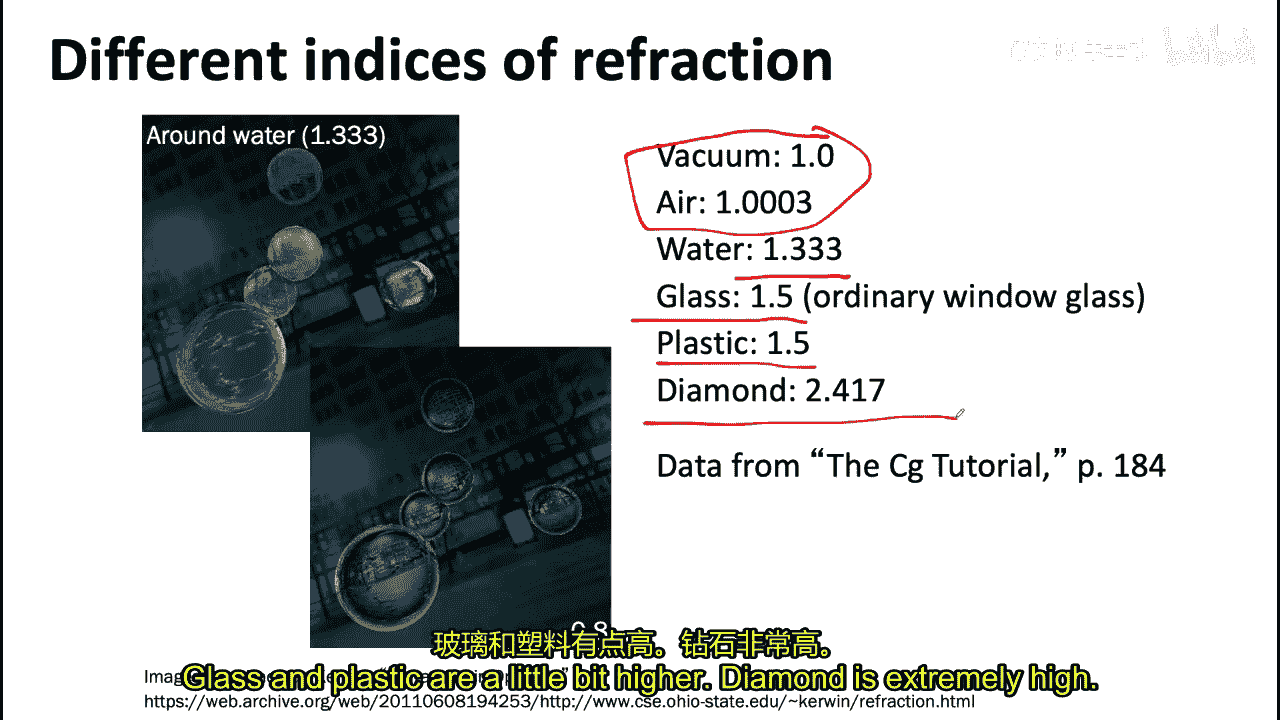 Different indices of refraction
Around water (1.333)
Vacuum: 1.0
Air: 1.0003
Water: 1.333
Glass: 1.5 (ordinary window glass)
Plastic: 1.5
Diamond: 2.417
Data from “The Cg Tutorial,” p. 184
玻璃和塑料有点高。钻石非常高。
Glass and plastic are a little bit higher. Diamond is extremely high.
https://web.archive.org/web/20110608194253/http://www.cse.ohio-state.edu/~kerwin/refraction.html